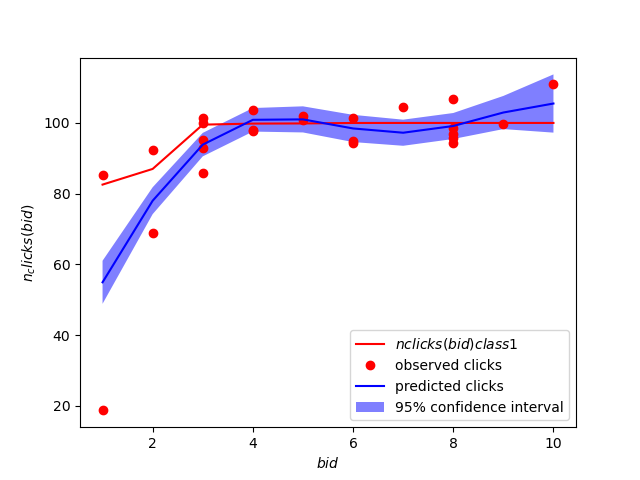 100
80
60
40
20
n_clicks(bid)
nclicks(bid)class1
observed clicks
predicted clicks
95% confidence interval
2
4
6
8
10
bid